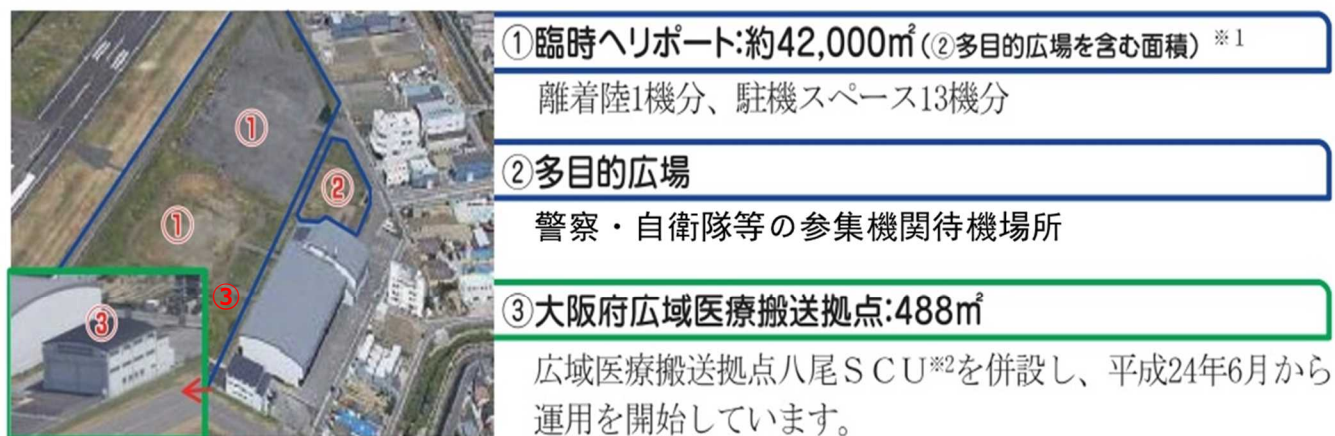 ①臨時ヘリポート:約42,000㎡(②多目的広場を含む面積) ※1
離着陸1機分、駐機スペース13機分
②多目的広場
警察・自衛隊等の参集機関待機場所
③大阪府広域医療搬送拠点:488㎡
広域医療搬送拠点八尾ＳＣＵ※2を併設し、平成24年6月から
運用を開始しています。
①
②
①
③
③